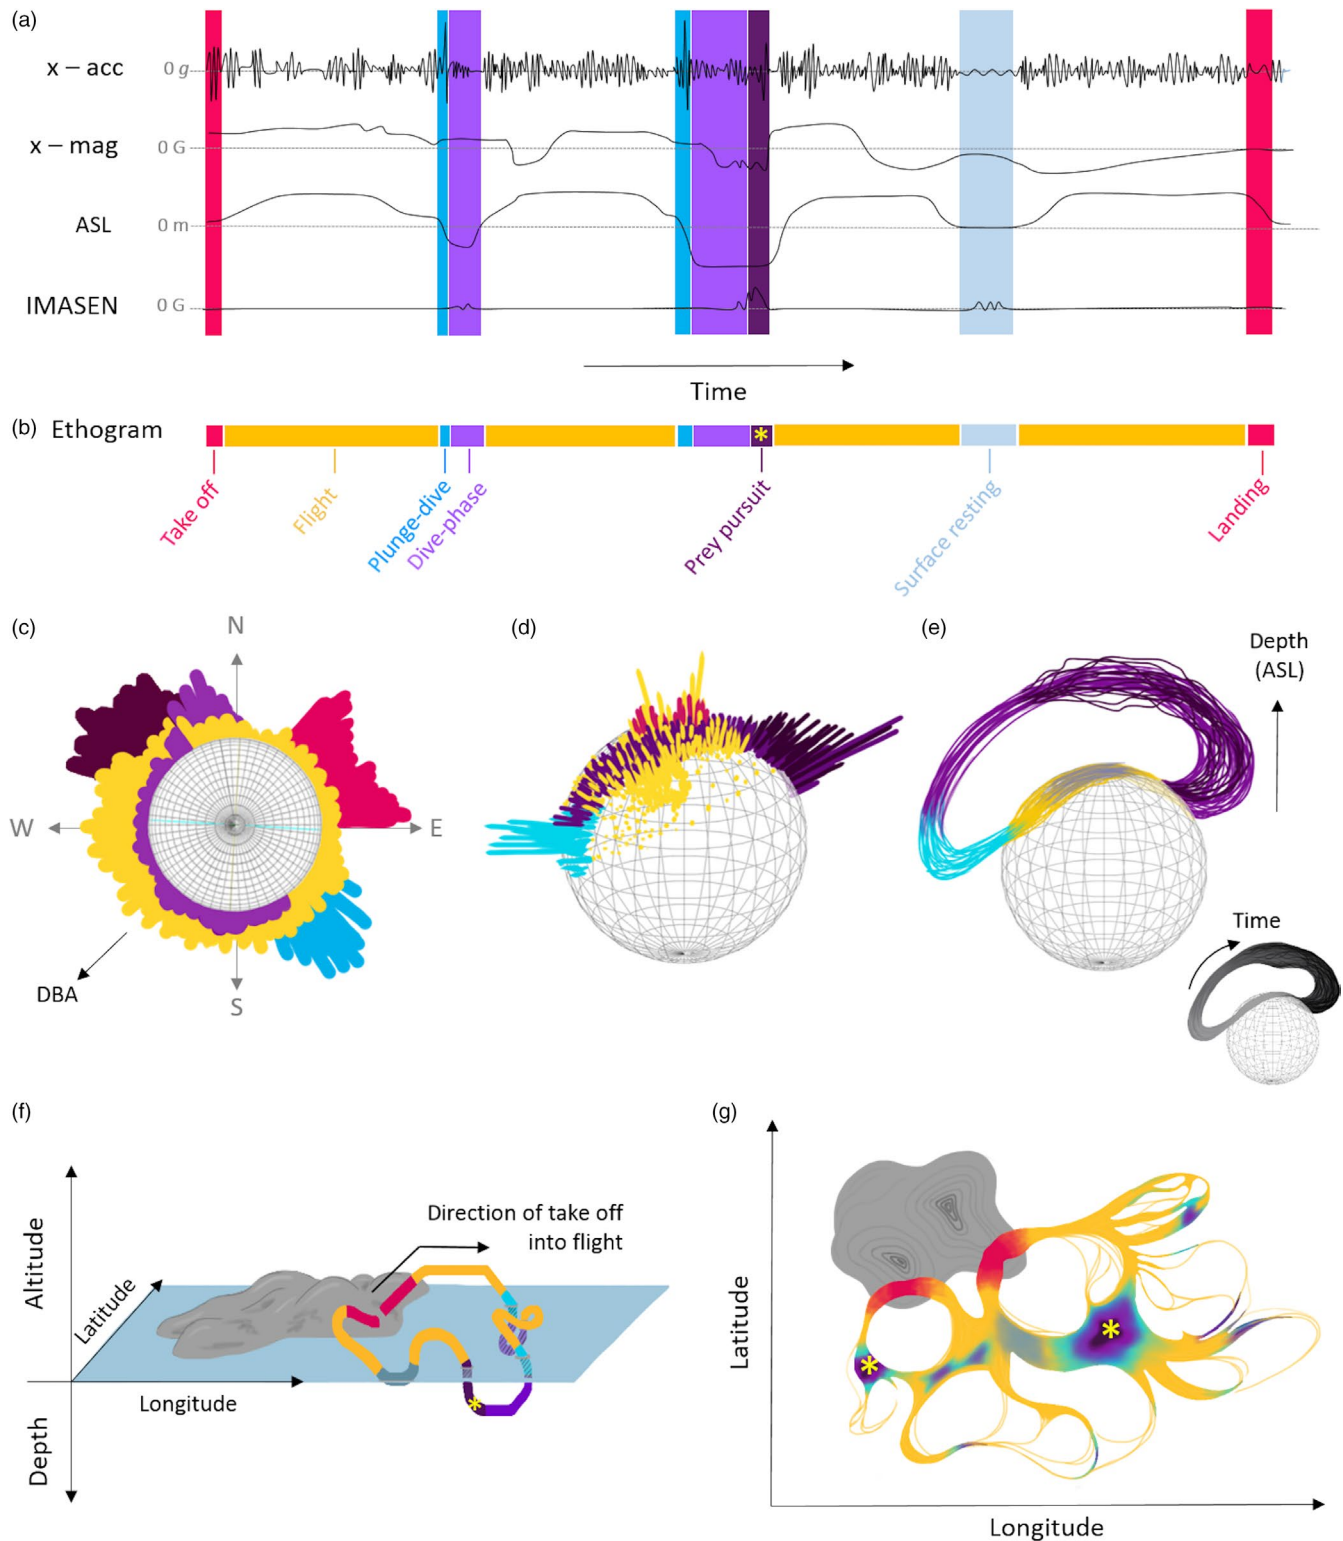 (a)
x – acc
0 g
x – mag
0 G
ASL
0 m
IMASEN
0 G
Time
(b)
Ethogram
*
Take off
Flight
Plunge-dive
Dive-phase
Prey pursuit
Surface resting
Landing
(c)
N
W
E
S
DBA
(d)
(e)
Depth
(ASL)
Time
(f)
Altitude
Latitude
Longitude
Depth
Direction of take off
into flight
*
(g)
Latitude
*
*
Longitude